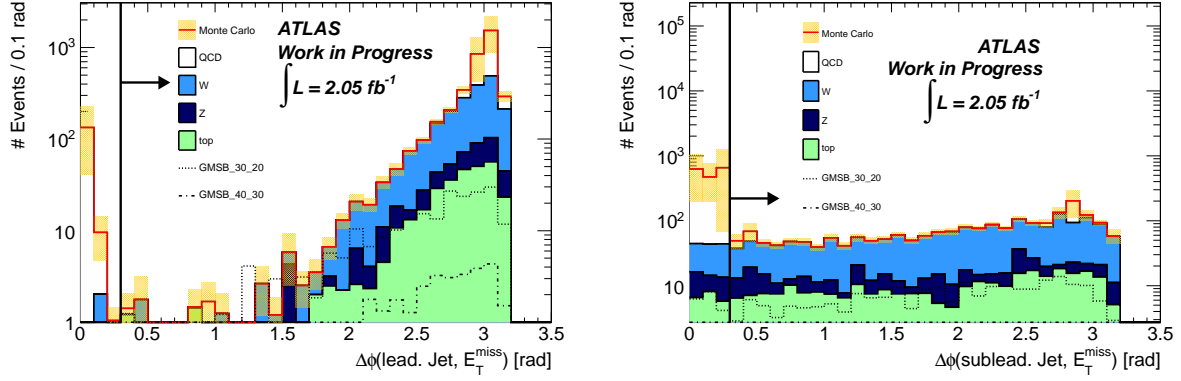 # Events / 0.1 rad
10³
10²
10
1
Monte Carlo
QCD
W
Z
top
GMSB_30_20
GMSB_40_30
ATLAS
Work in Progress
∫ L = 2.05 fb⁻¹
0 0.5 1 1.5 2 2.5 3 3.5
Δϕ(lead. Jet, E_T^miss) [rad]
# Events / 0.1 rad
10⁵
10⁴
10³
10²
10
Monte Carlo
QCD
W
Z
top
GMSB_30_20
GMSB_40_30
ATLAS
Work in Progress
∫ L = 2.05 fb⁻¹
0 0.5 1 1.5 2 2.5 3 3.5
Δϕ(sublead. Jet, E_T^miss) [rad]